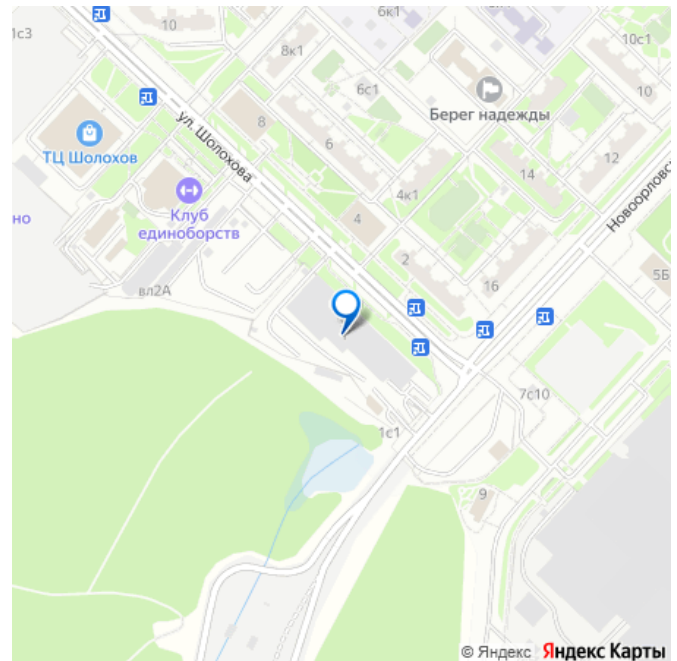 6к1
1с3
10
10с1
8к1
6с1
10
Берег надежды
8
ул. Шолохова
ТЦ Шолохов
6
12
14
4к1
Новоорловск
Клуб
единоборств
но
4
2
5Б
16
вл2А
7с10
1с1
9
© Яндекс Яндекс Карты